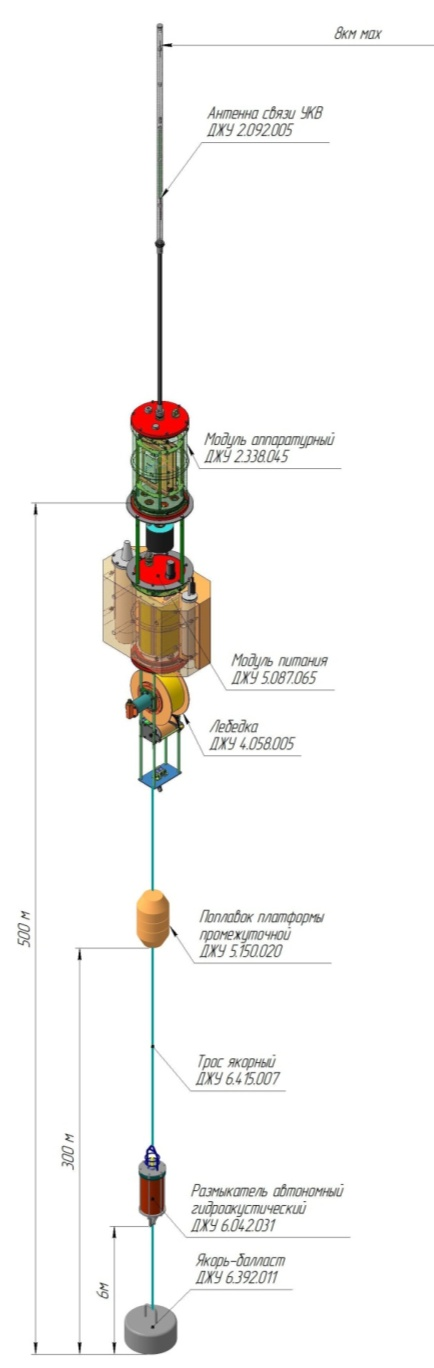 8км max
Антенна связи УКВ
ДЖУ 2.092.005
Модуль аппаратурный
ДЖУ 2.338.045
Модуль питания
ДЖУ 5.087.065
Лебедка
ДЖУ 4.058.005
500 м
Поплавок платформы
промежуточной
ДЖУ 5.150.020
Трос якорный
ДЖУ 6.415.007
300 м
Размыкатель автономный
гидроакустический
ДЖУ 6.042.031
Якорь-балласт
ДЖУ 6.392.011
6м